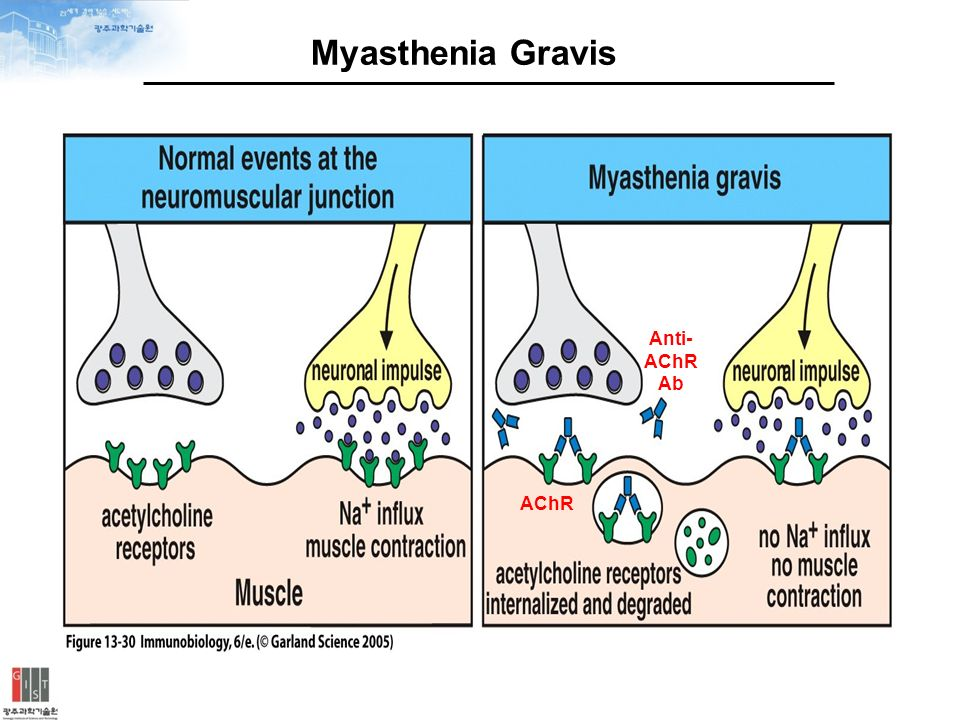 광주과학기술원
Myasthenia Gravis
Normal events at the
neuromuscular junction
neuronal impulse
acetylcholine
receptors
Na+ influx
muscle contraction
Muscle
Myasthenia gravis
Anti-
AChR
Ab
neuronal impulse
AChR
acetylcholine receptors
internalized and degraded
no Na+ influx
no muscle
contraction
Figure 13-30 Immunobiology, 6/e. (© Garland Science 2005)
GIST
광주과학기술원